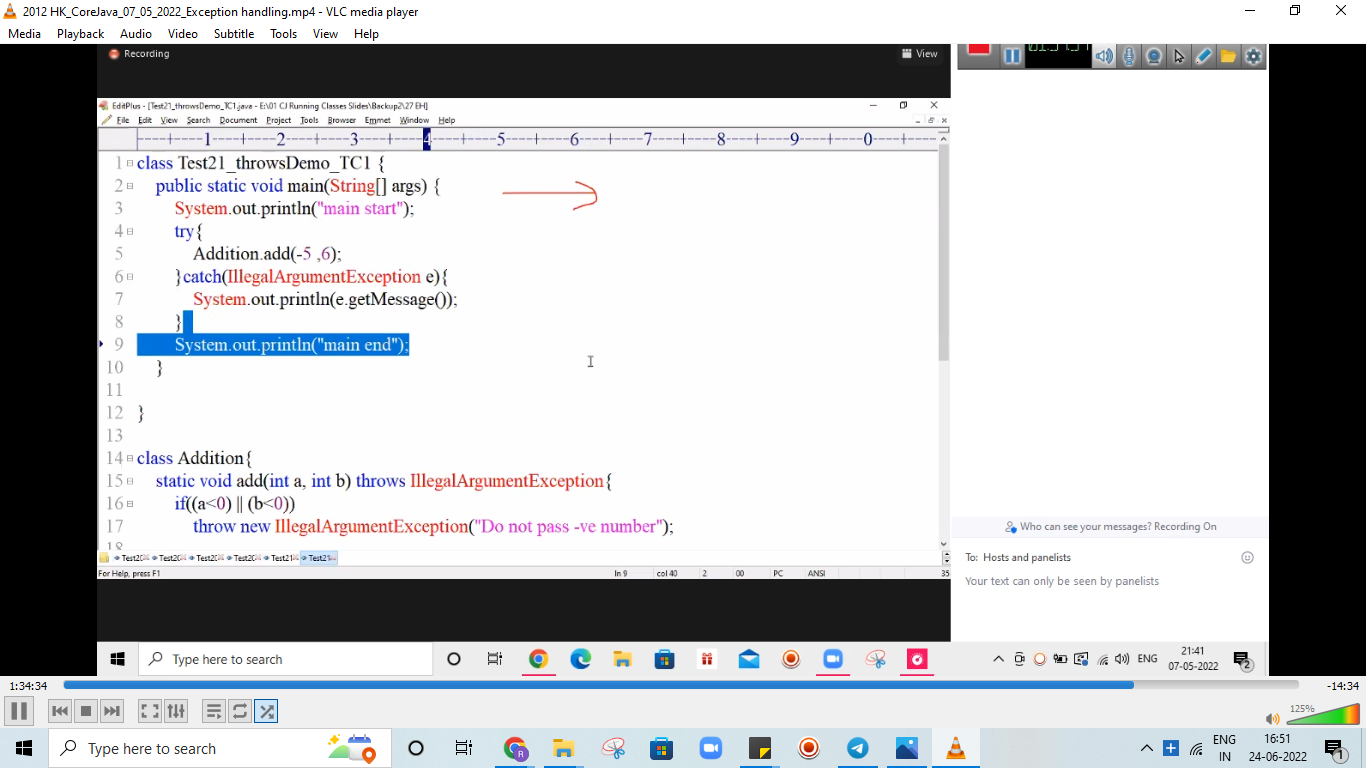 2012 HK_CoreJava_07_05_2022_Exception handling.mp4 - VLC media player
Media Playback Audio Video Subtitle Tools View Help
Recording
View
EditPlus - [Test21_throwsDemo_TC1.java - E:\01 CJ Running Classes Slides\Backup2\27 EH]
File Edit View Search Document Project Tools Browser Emmet Window Help
----+----1----+----2----+----3----+----4----+----5----+----6----+----7----+----8----+----9----+----0----+---
1 class Test21_throwsDemo_TC1 {
2 public static void main(String[] args) {
3 System.out.println("main start");
4 try{
5 Addition.add(-5 ,6);
6 }catch(IllegalArgumentException e){
7 System.out.println(e.getMessage());
8 }
9 System.out.println("main end");
10 }
11
12 }
13
14 class Addition{
15 static void add(int a, int b) throws IllegalArgumentException{
16 if((a<0) || (b<0))
17 throw new IllegalArgumentException("Do not pass -ve number");
18
Test20 Test20 Test20 Test20 Test21 Test21
For Help, press F1 ln 9 col 40 2 00 PC ANSI 35
Who can see your messages? Recording On
To: Hosts and panelists
Your text can only be seen by panelists
Type here to search
ENG
21:41
07-05-2022
2
1:34:34
-14:34
125%
Type here to search
ENG
IN
16:51
24-06-2022
1